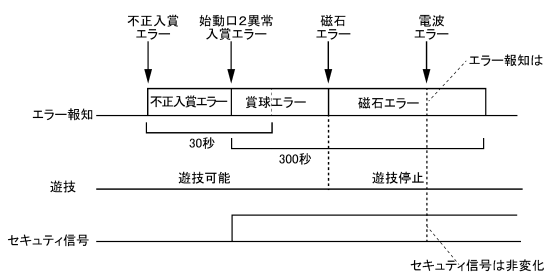 不正入賞
エラー
始動口2異常
入賞エラー
磁石
エラー
電波
エラー
エラー報知は
エラー報知
不正入賞エラー
賞球エラー
磁石エラー
30秒
300秒
遊技
遊技可能
遊技停止
セキュティ信号
セキュティ信号は非変化